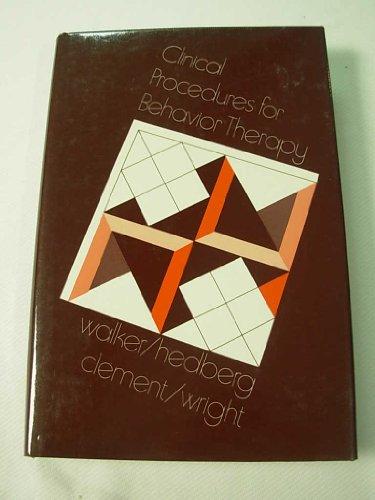 Clinical
Procedures for
Behavior Therapy
walker/hedberg
clement/wright